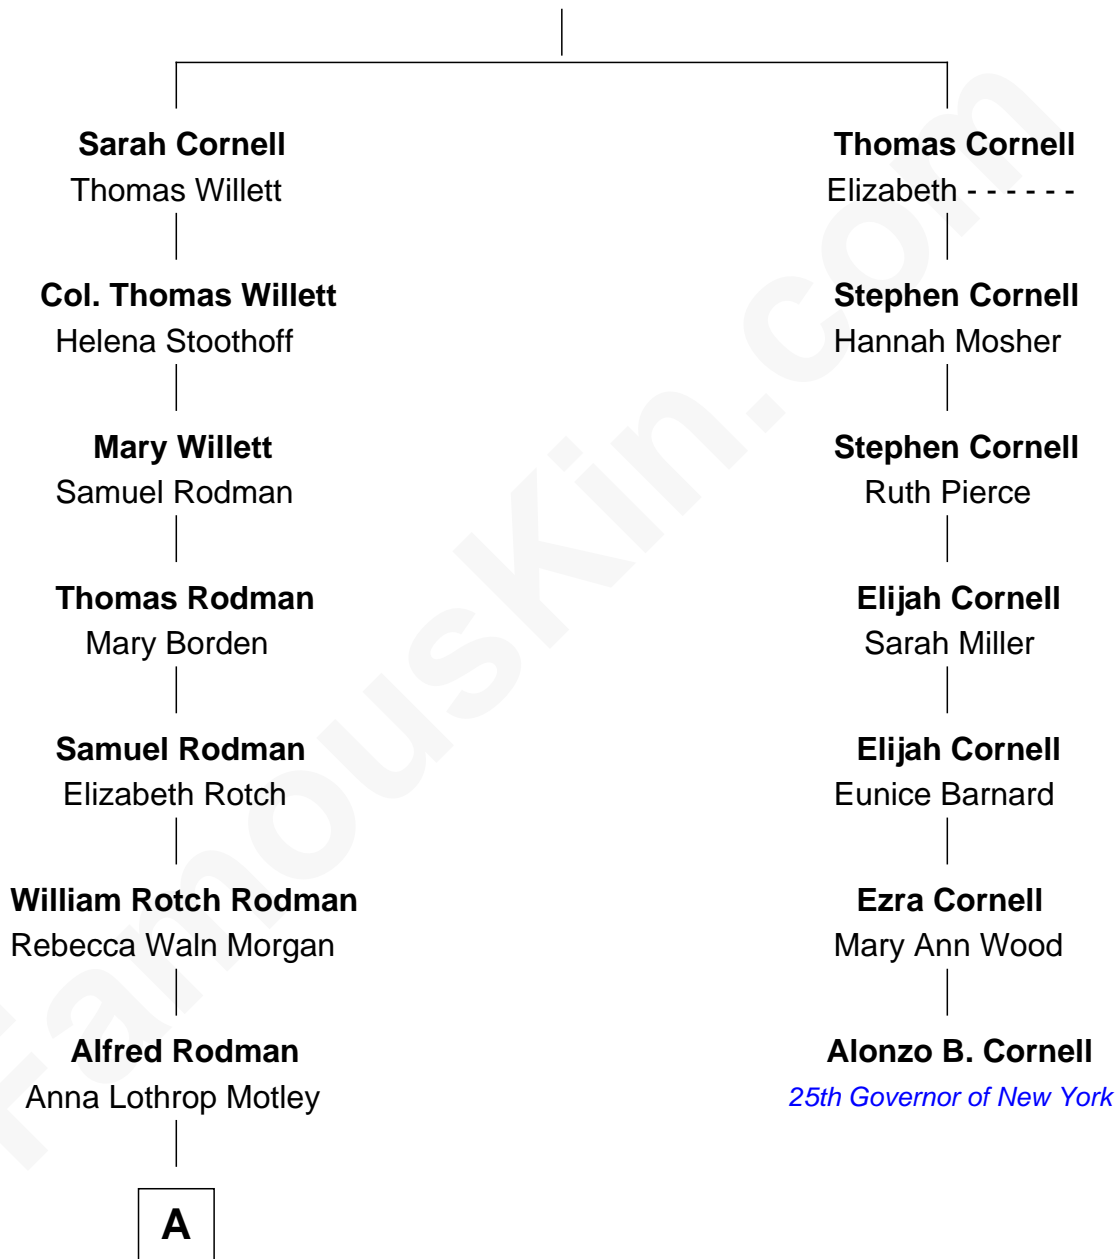 Sarah Cornell
Thomas Willett
Col. Thomas Willett
Helena Stoothoff
Mary Willett
Samuel Rodman
Thomas Rodman
Mary Borden
Samuel Rodman
Elizabeth Rotch
William Rotch Rodman
Rebecca Waln Morgan
Alfred Rodman
Anna Lothrop Motley
A
Thomas Cornell
Elizabeth - - - - - -
Stephen Cornell
Hannah Mosher
Stephen Cornell
Ruth Pierce
Elijah Cornell
Sarah Miller
Elijah Cornell
Eunice Barnard
Ezra Cornell
Mary Ann Wood
Alonzo B. Cornell
25th Governor of New York
FamousKin.com